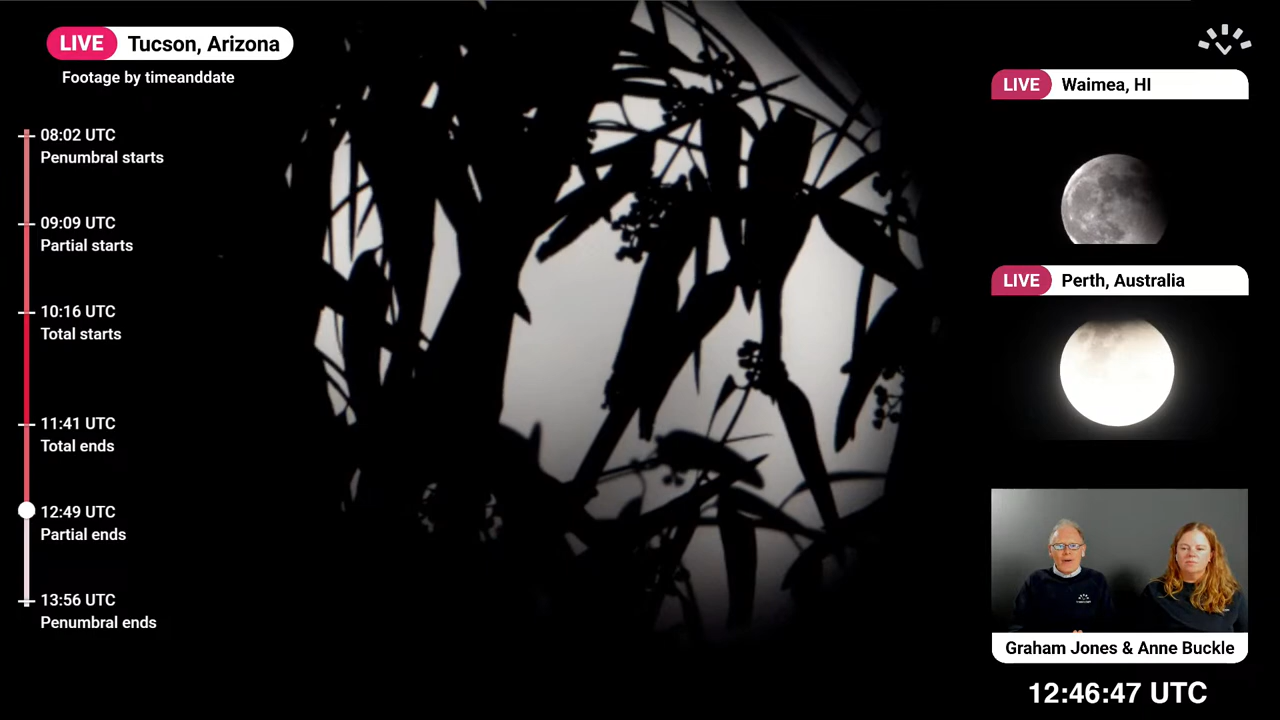 LIVE Tucson, Arizona
Footage by timeanddate
08:02 UTC
Penumbral starts
09:09 UTC
Partial starts
10:16 UTC
Total starts
11:41 UTC
Total ends
12:49 UTC
Partial ends
13:56 UTC
Penumbral ends
LIVE Waimea, HI
LIVE Perth, Australia
Graham Jones & Anne Buckle
12:46:47 UTC